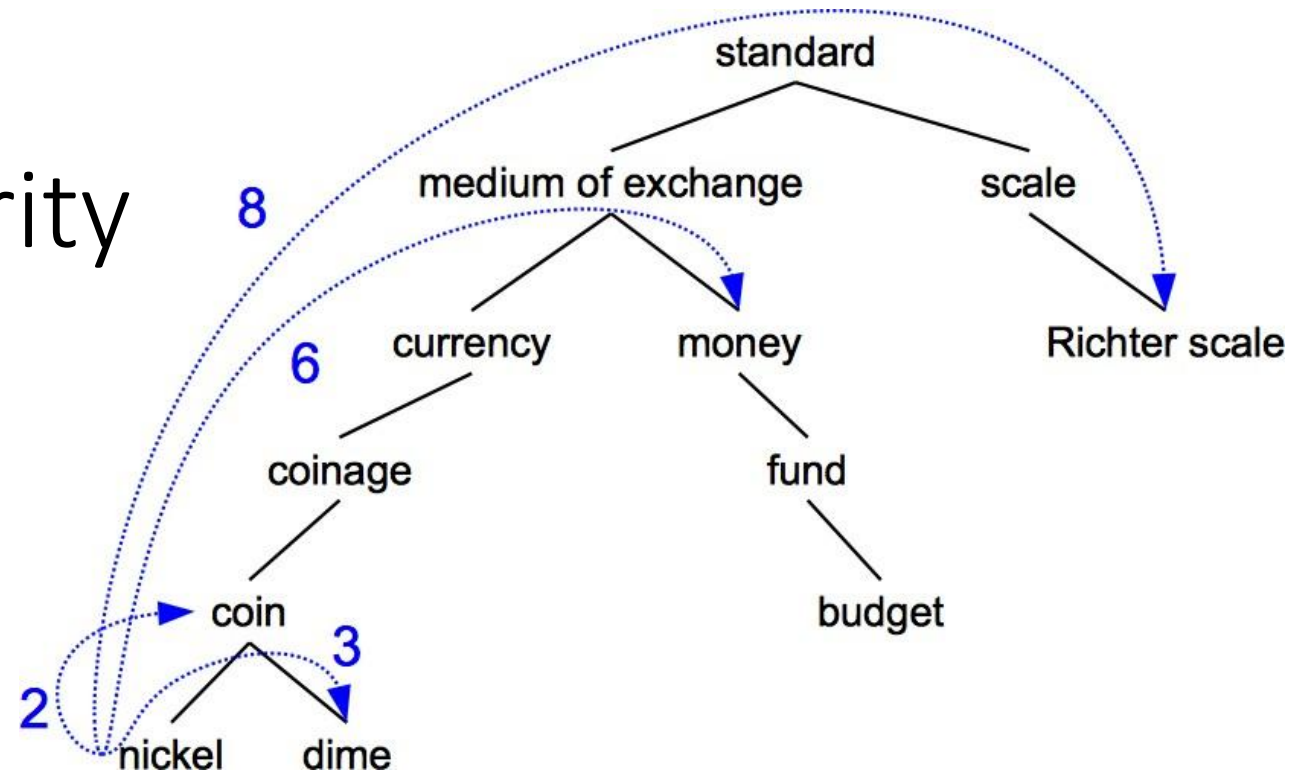 standard
rity
8
medium of exchange
scale
6
currency
money
Richter scale
coinage
fund
coin
budget
3
2
nickel
dime